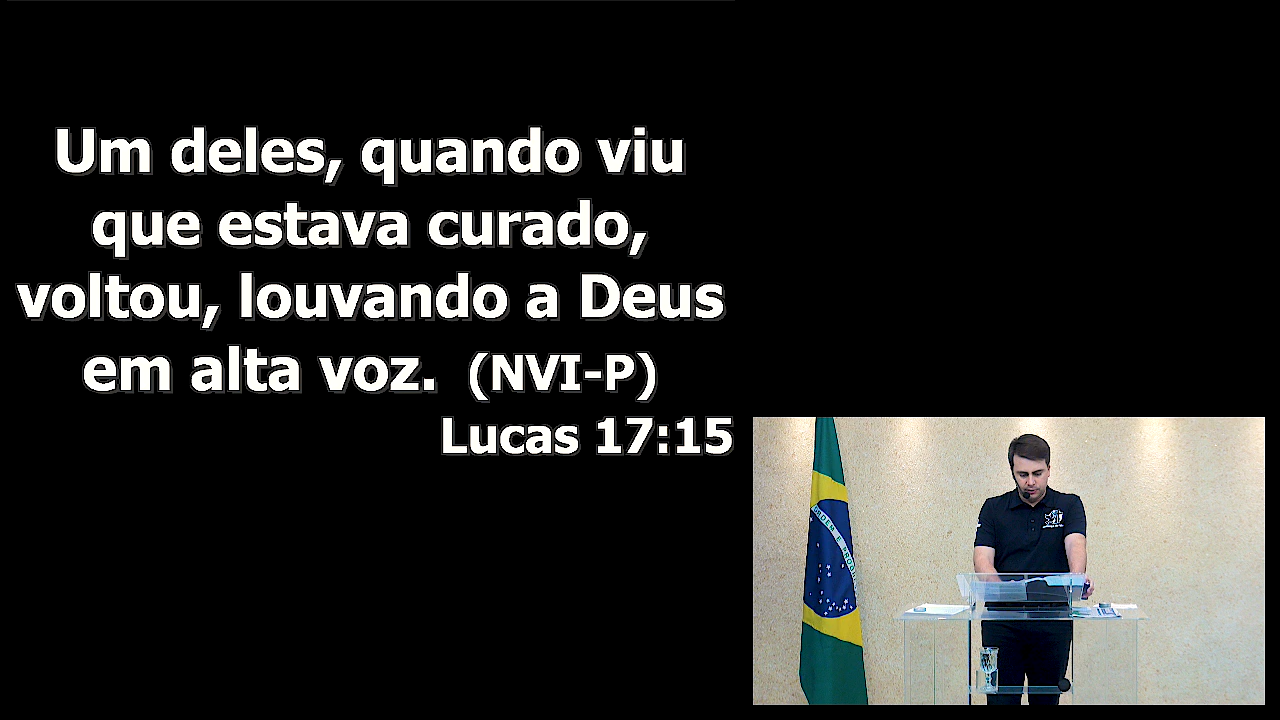 Um deles, quando viu
que estava curado,
voltou, louvando a Deus
em alta voz. (NVI-P)
Lucas 17:15